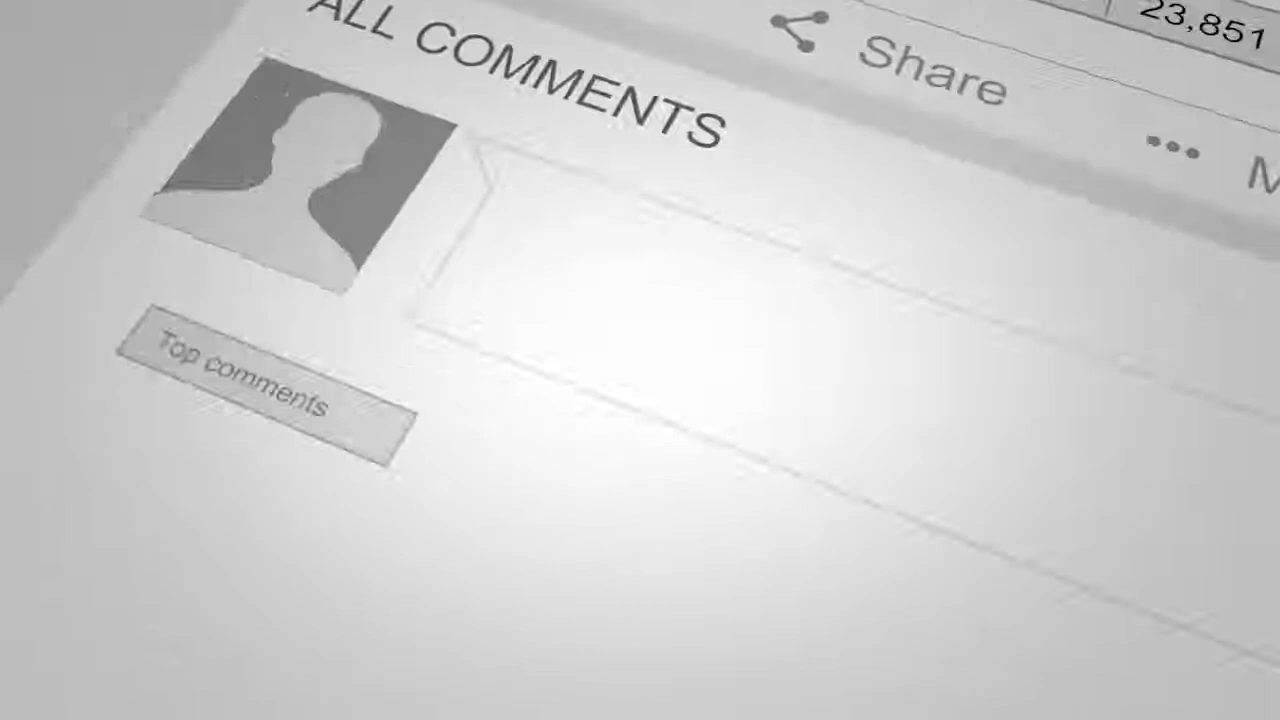 23,851
Share
••• M
ALL COMMENTS
Top comments